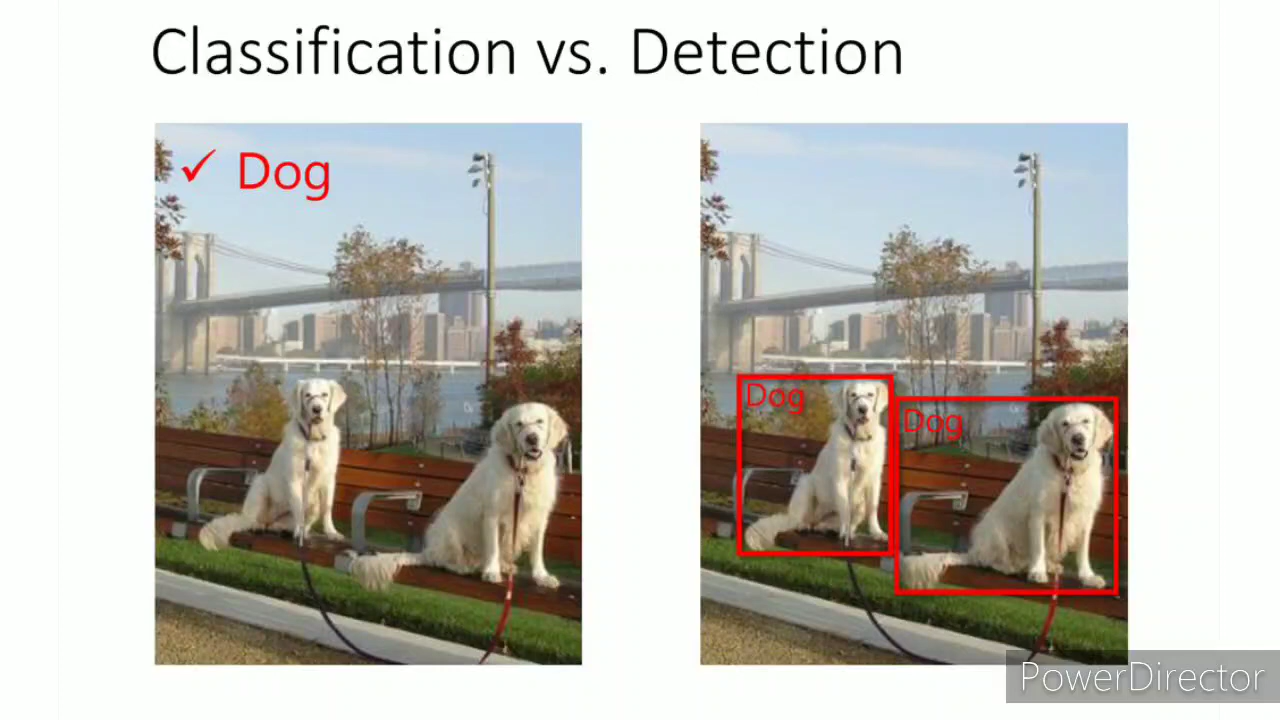 Classification vs. Detection
✓ Dog
Dog
Dog
PowerDirector